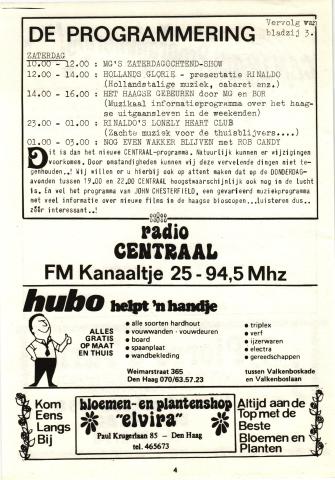 DE PROGRAMMERING
Vervolg van
bladzij 3.
ZATERDAG
10.00 - 12.00 : MG'S ZATERDAGOCHTEND-SHOW
12.00 - 14.00 : HOLLANDS GLORIE - presentatie RINALDO
(Hollandstalige muziek, cabaret enz.)
14.00 - 16.00 : HET HAAGSE GEBEUREN door MG en BOR
(Muzikaal informatieprogramma over het haag-
se uitgaansleven in de weekenden)
23.00 - 01.00 : RINALDO'S LONELY HEART CLUB
(Zachte muziek voor de thuisblijvers....)
01.00 - 03.00 : NOG EVEN WAKKER BLIJVEN met ROB CANDY
Dit is dan het nieuwe CENTRAAL-programma. Natuurlijk kunnen er wijzigingen
voorkomen. Door omstandigheden kunnen wij deze vervelende dingen niet te-
genhouden..! Wij willen er u hierbij ook op attent maken dat op de DONDERDAG-
avonden tussen 19.00 en 22.00 CENTRAAL hoogstwaarschijnlijk ook nog in de lucht
is. En wel het programma van JOHN CHESTERFIELD, een gevarieerd muziekprogramma
met veel informatie over nieuwe films in de haagse bioscopen...luisteren dus..
zéér interessant..!
radio
CENTRAAL
FM Kanaaltje 25 - 94,5 Mhz
hubo helpt 'n handje
ALLES
GRATIS
OP MAAT
EN THUIS
• alle soorten hardhout
• vouwwanden · vouwdeuren
• board
• spaanplaat
• wandbekleding
• triplex
• verf
• ijzerwaren
• electra
• gereedschappen
Weimarstraat 365
Den Haag 070/63.57.23
tussen Valkenboskade
en Valkenboslaan
Kom
Eens
Langs
Bij
bloemen- en plantenshop
"elvira"
Paul Krugerlaan 85 - Den Haag
tel. 465673
Altijd aan de
Top met de
Beste
Bloemen en
Planten
4